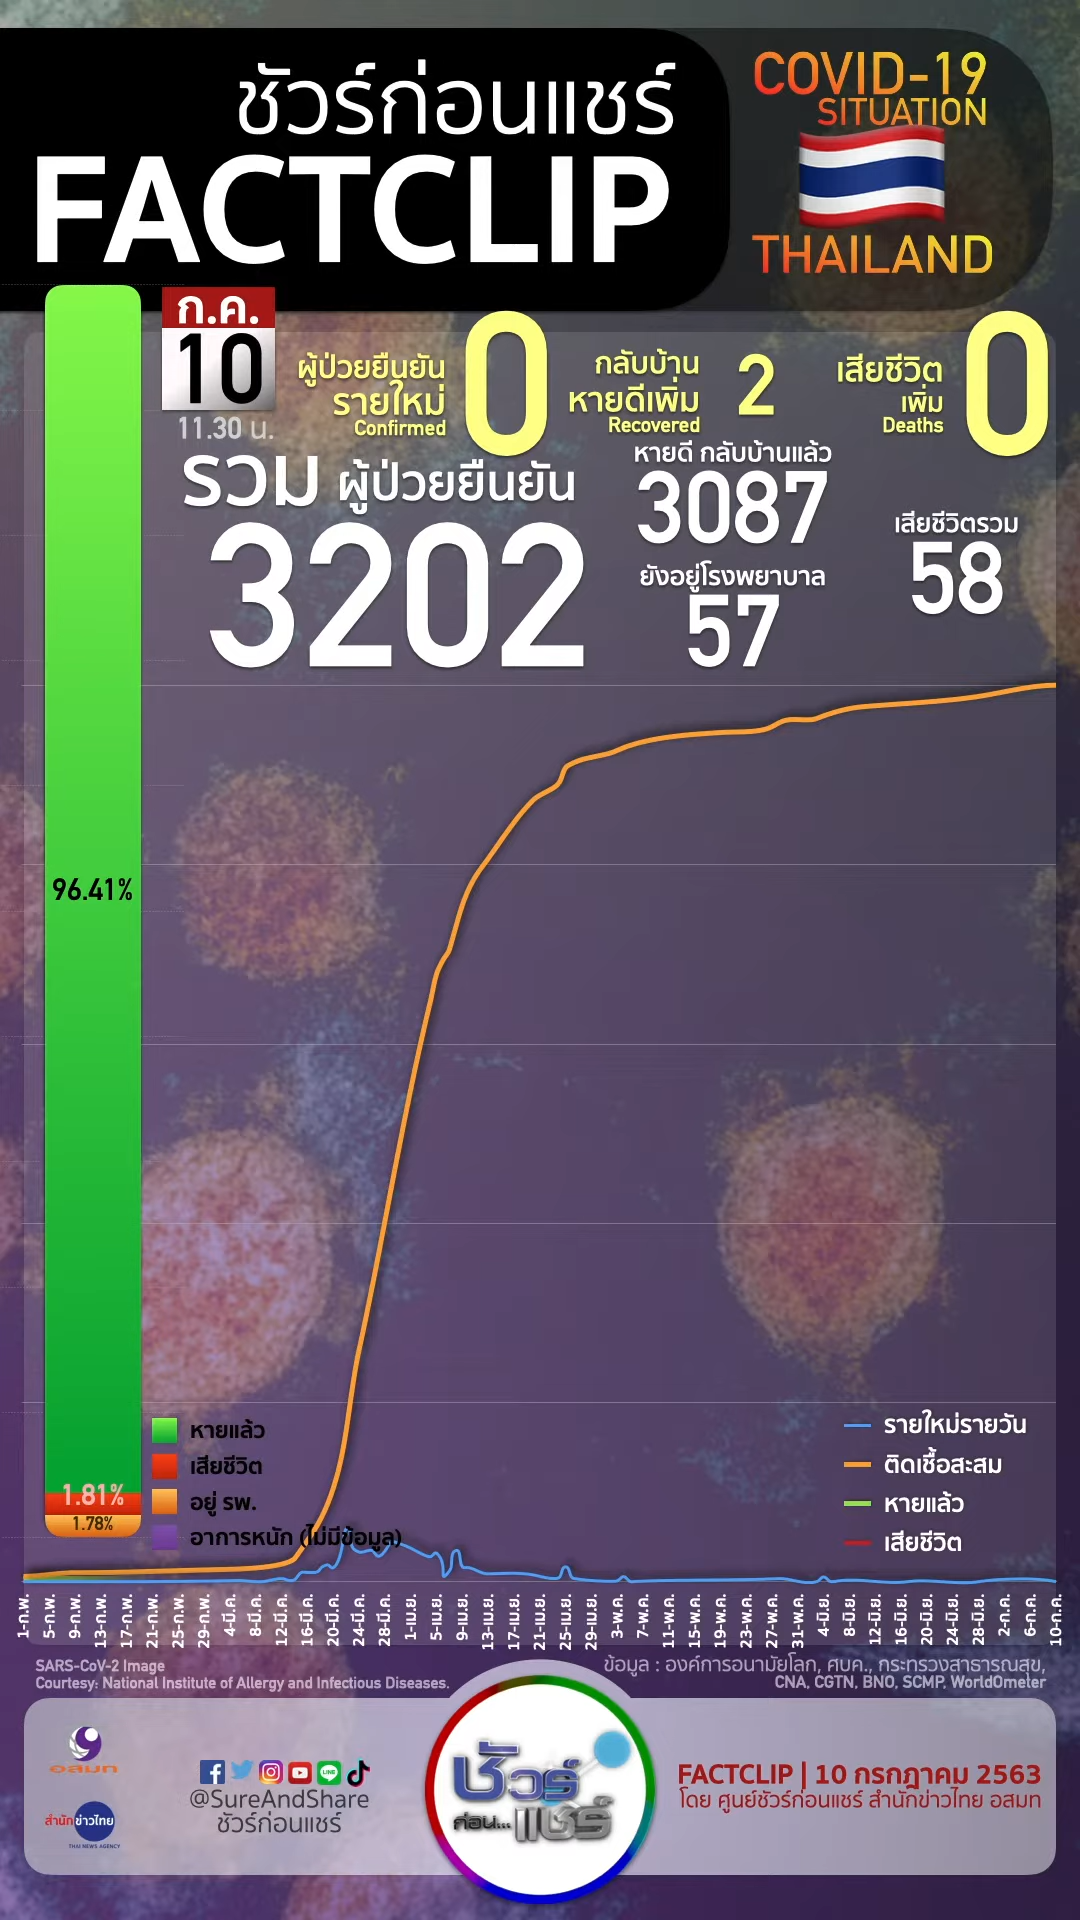 ชัวร์ก่อนแชร์
FACTCLIP
COVID-19
SITUATION
THAILAND
ก.ค.
10
11.30 น.
ผู้ป่วยยืนยัน
รายใหม่
Confirmed
0
กลับบ้าน
หายดีเพิ่ม
Recovered
2
เสียชีวิต
เพิ่ม
Deaths
0
รวม ผู้ป่วยยืนยัน
3202
หายดี กลับบ้านแล้ว
3087
ยังอยู่โรงพยาบาล
57
เสียชีวิตรวม
58
96.41%
1.81%
1.78%
หายแล้ว
เสียชีวิต
อยู่ รพ.
อาการหนัก (ไม่มีข้อมูล)
รายใหม่รายวัน
ติดเชื้อสะสม
หายแล้ว
เสียชีวิต
1-ก.พ.
5-ก.พ.
9-ก.พ.
13-ก.พ.
17-ก.พ.
21-ก.พ.
25-ก.พ.
29-ก.พ.
4-มี.ค.
8-มี.ค.
12-มี.ค.
16-มี.ค.
20-มี.ค.
24-มี.ค.
28-มี.ค.
1-เม.ย.
5-เม.ย.
9-เม.ย.
13-เม.ย.
17-เม.ย.
21-เม.ย.
25-เม.ย.
29-เม.ย.
3-พ.ค.
7-พ.ค.
11-พ.ค.
15-พ.ค.
19-พ.ค.
23-พ.ค.
27-พ.ค.
31-พ.ค.
4-มิ.ย.
8-มิ.ย.
12-มิ.ย.
16-มิ.ย.
20-มิ.ย.
24-มิ.ย.
28-มิ.ย.
2-ก.ค.
6-ก.ค.
10-ก.ค.
SARS-CoV-2 Image
Courtesy: National Institute of Allergy and Infectious Diseases.
ข้อมูล : องค์การอนามัยโลก, ศบค., กระทรวงสาธารณสุข,
CNA, CGTN, BNO, SCMP, WorldOmeter
อสมท
สำนักข่าวไทย
THAI NEWS AGENCY
LINE
@SureAndShare
ชัวร์ก่อนแชร์
ชัวร์
ก่อน...แชร์
FACTCLIP | 10 กรกฎาคม 2563
โดย ศูนย์ชัวร์ก่อนแชร์ สำนักข่าวไทย อสมท